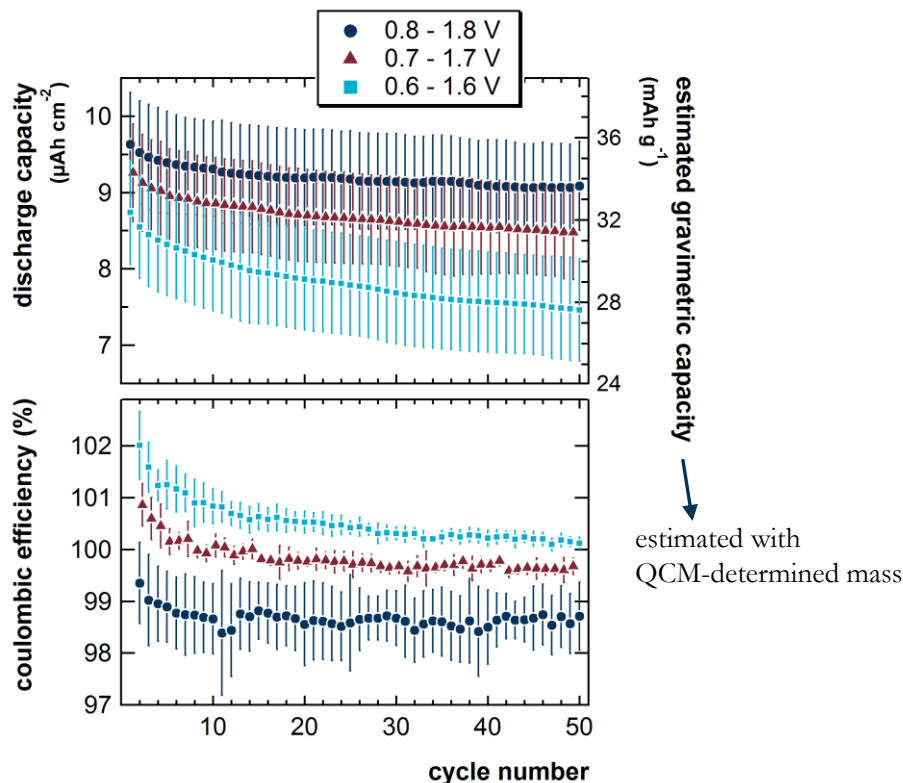 0.8 - 1.8 V
0.7 - 1.7 V
0.6 - 1.6 V
discharge capacity
(µAh cm⁻²)
10
9
8
7
36
32
28
24
estimated gravimetric capacity
(mAh g⁻¹)
coulombic efficiency (%)
102
101
100
99
98
97
10
20
30
40
50
cycle number
estimated with
QCM-determined mass